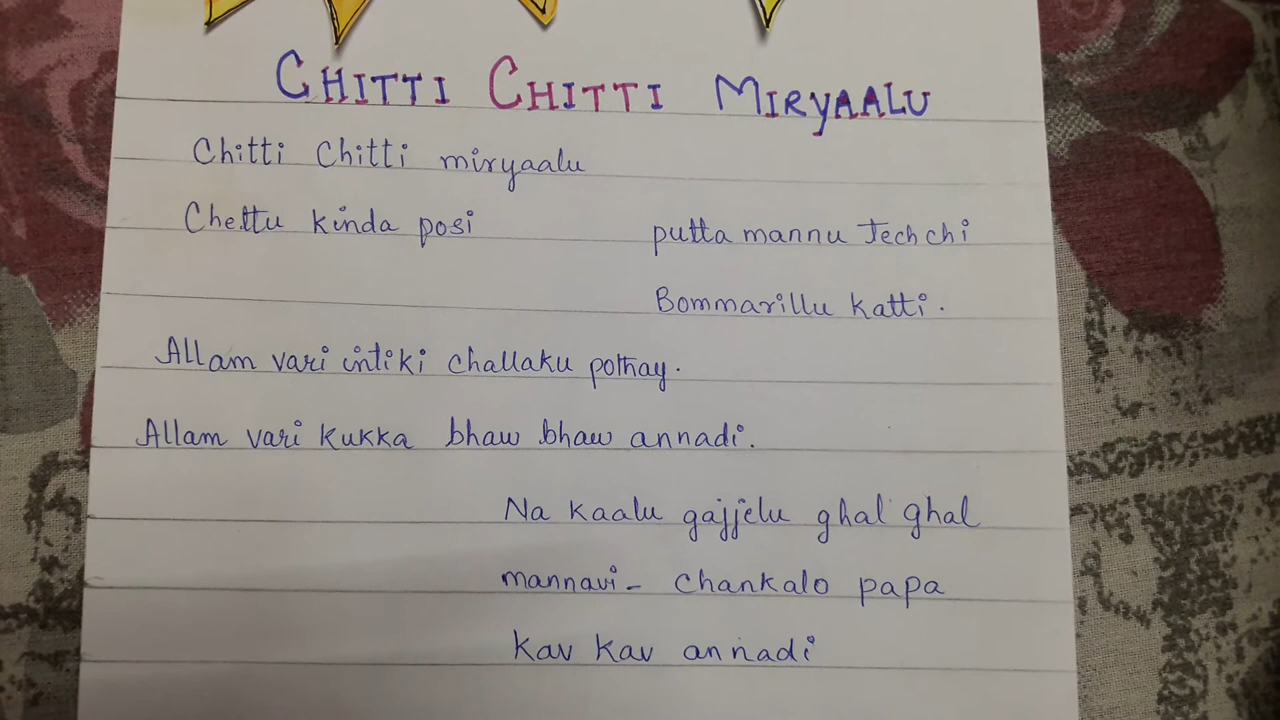 CHITTI CHITTI MIRYAALU
Chitti Chitti miryaalu
Chettu kinda posi
putta mannu Techchi
Bommarillu katti.
Allam vari intiki challaku pothay.
Allam vari kukka bhaw bhaw annadi.
Na kaalu gajjelu ghal ghal
mannavi- chankalo papa
kav kav annadi